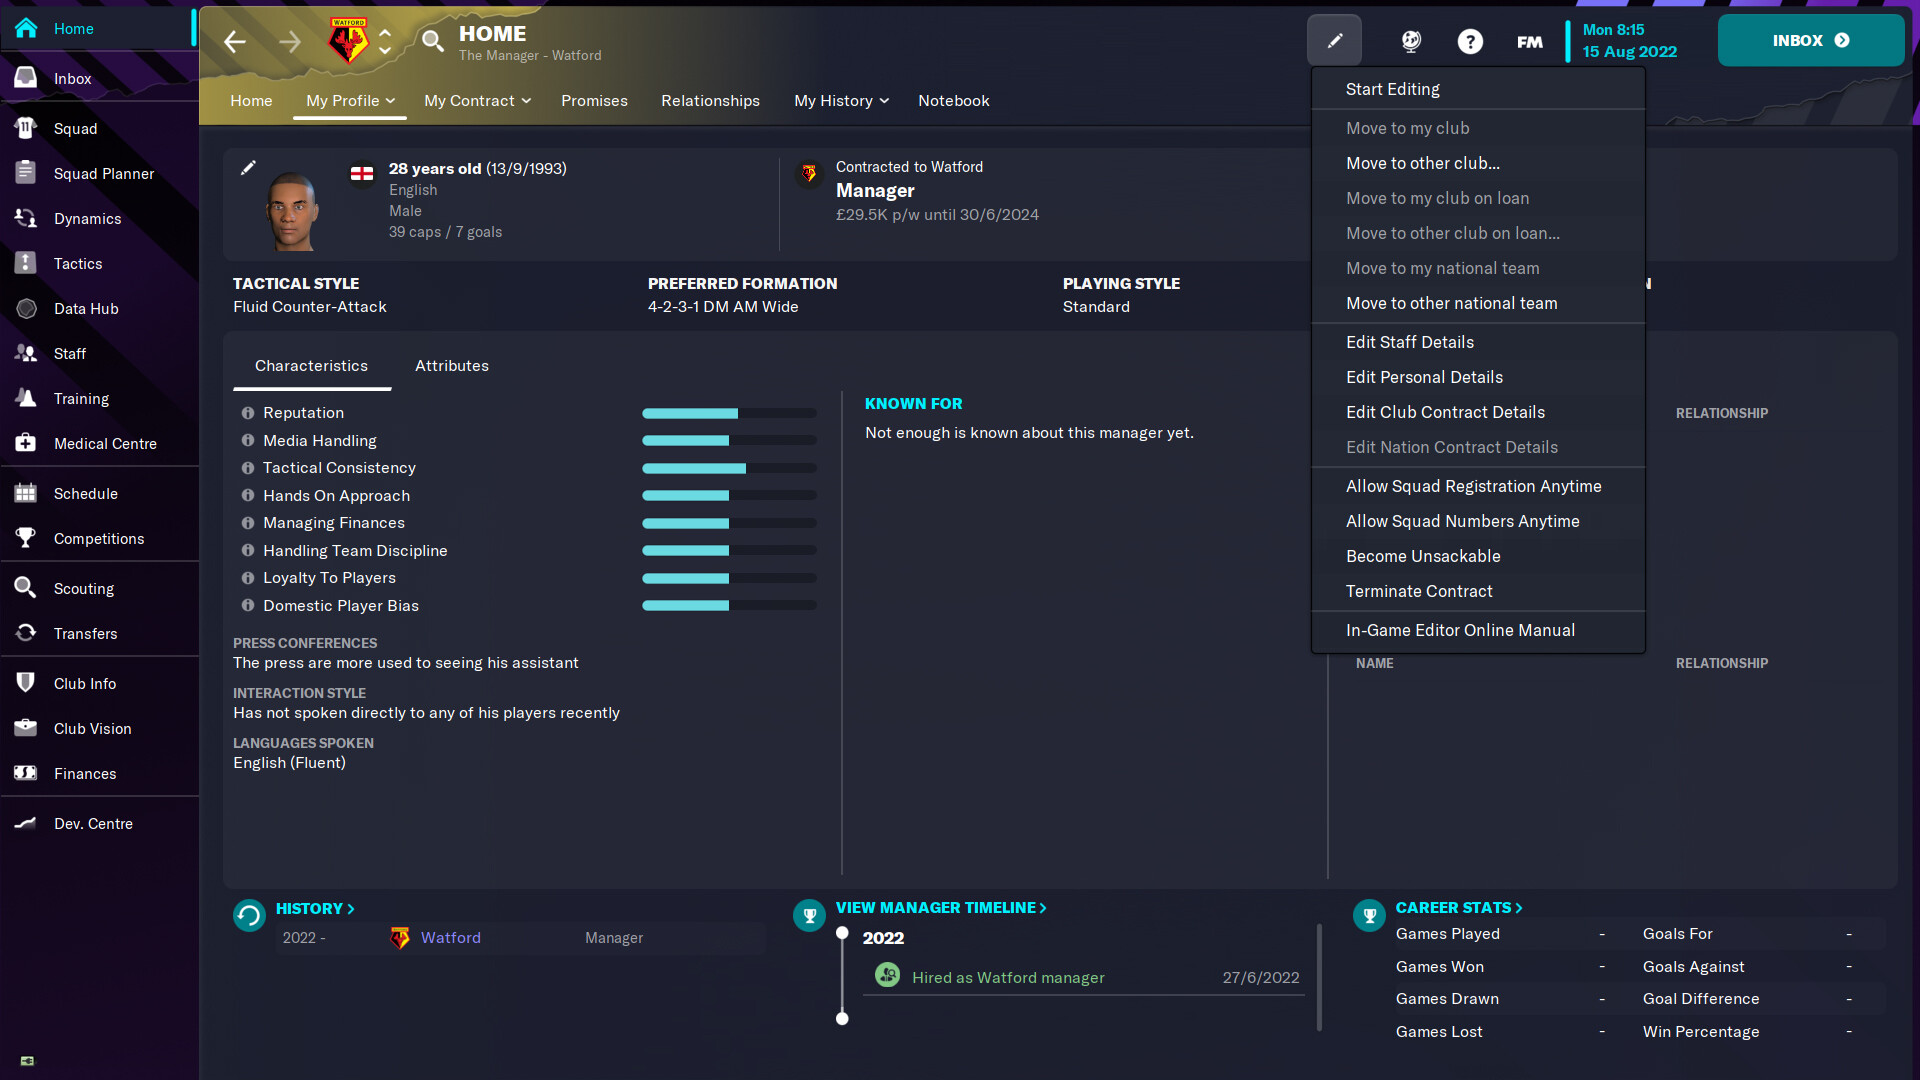 Home
Inbox
Squad
Squad Planner
Dynamics
Tactics
Data Hub
Staff
Training
Medical Centre
Schedule
Competitions
Scouting
Transfers
Club Info
Club Vision
Finances
Dev. Centre
WATFORD
HOME
The Manager - Watford
FM
Mon 8:15
15 Aug 2022
INBOX
Home
My Profile
My Contract
Promises
Relationships
My History
Notebook
28 years old (13/9/1993)
English
Male
39 caps / 7 goals
Contracted to Watford
Manager
£29.5K p/w until 30/6/2024
TACTICAL STYLE
Fluid Counter-Attack
PREFERRED FORMATION
4-2-3-1 DM AM Wide
PLAYING STYLE
Standard
Characteristics
Attributes
Reputation
Media Handling
Tactical Consistency
Hands On Approach
Managing Finances
Handling Team Discipline
Loyalty To Players
Domestic Player Bias
PRESS CONFERENCES
The press are more used to seeing his assistant
INTERACTION STYLE
Has not spoken directly to any of his players recently
LANGUAGES SPOKEN
English (Fluent)
KNOWN FOR
Not enough is known about this manager yet.
Start Editing
Move to my club
Move to other club...
Move to my club on loan
Move to other club on loan...
Move to my national team
Move to other national team
Edit Staff Details
Edit Personal Details
Edit Club Contract Details
Edit Nation Contract Details
Allow Squad Registration Anytime
Allow Squad Numbers Anytime
Become Unsackable
Terminate Contract
In-Game Editor Online Manual
RELATIONSHIP
NAME
RELATIONSHIP
HISTORY
2022 -
Watford
Manager
VIEW MANAGER TIMELINE
2022
Hired as Watford manager
27/6/2022
CAREER STATS
Games Played -
Goals For -
Games Won -
Goals Against -
Games Drawn -
Goal Difference -
Games Lost -
Win Percentage -